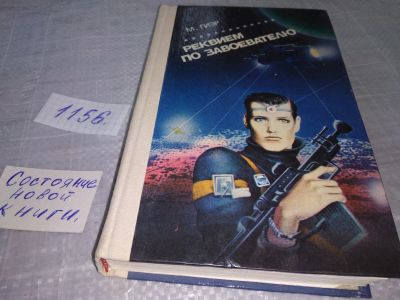 М. ГИР
РЕКВИЕМ
ПО ЗАВОЕВАТЕЛЮ
1156.
Состояние
новой
книги.